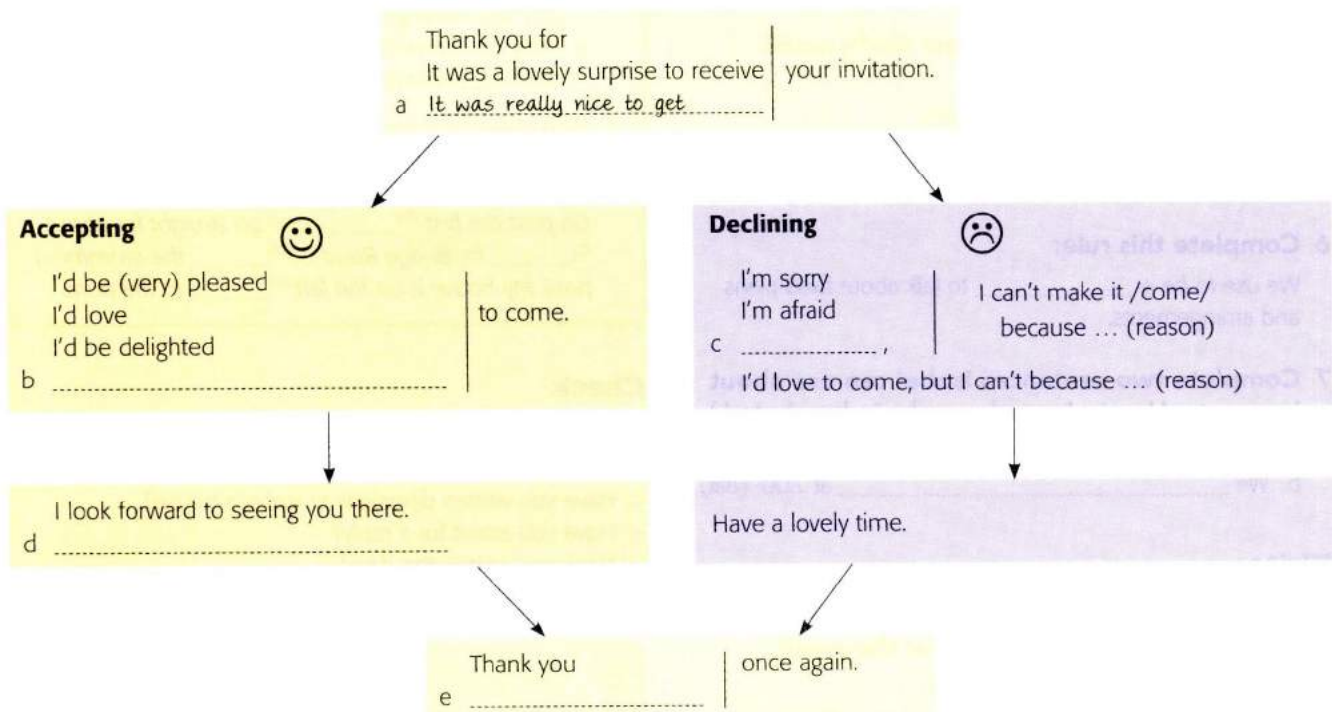 Thank you for
It was a lovely surprise to receive
your invitation.
a It was really nice to get
Accepting
I'd be (very) pleased
I'd love
to come.
I'd be delighted
b
Declining
I'm sorry
I'm afraid
I can't make it /come/
because ... (reason)
c ,
I'd love to come, but I can't because ... (reason)
I look forward to seeing you there.
d
Have a lovely time.
Thank you
once again.
e